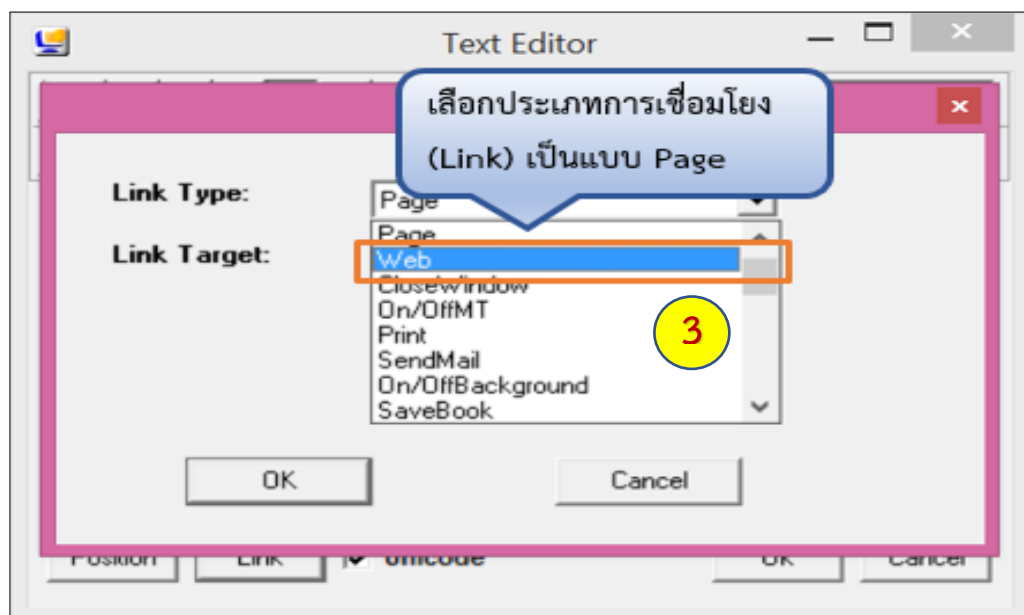 Text Editor
เลือกประเภทการเชื่อมโยง
(Link) เป็นแบบ Page
Link Type:
Page
Link Target:
Page
Web
CloseWindow
On/OffMT
Print
3
SendMail
On/OffBackground
SaveBook
OK
Cancel
Position
Link
Unicode
OK
Cancel